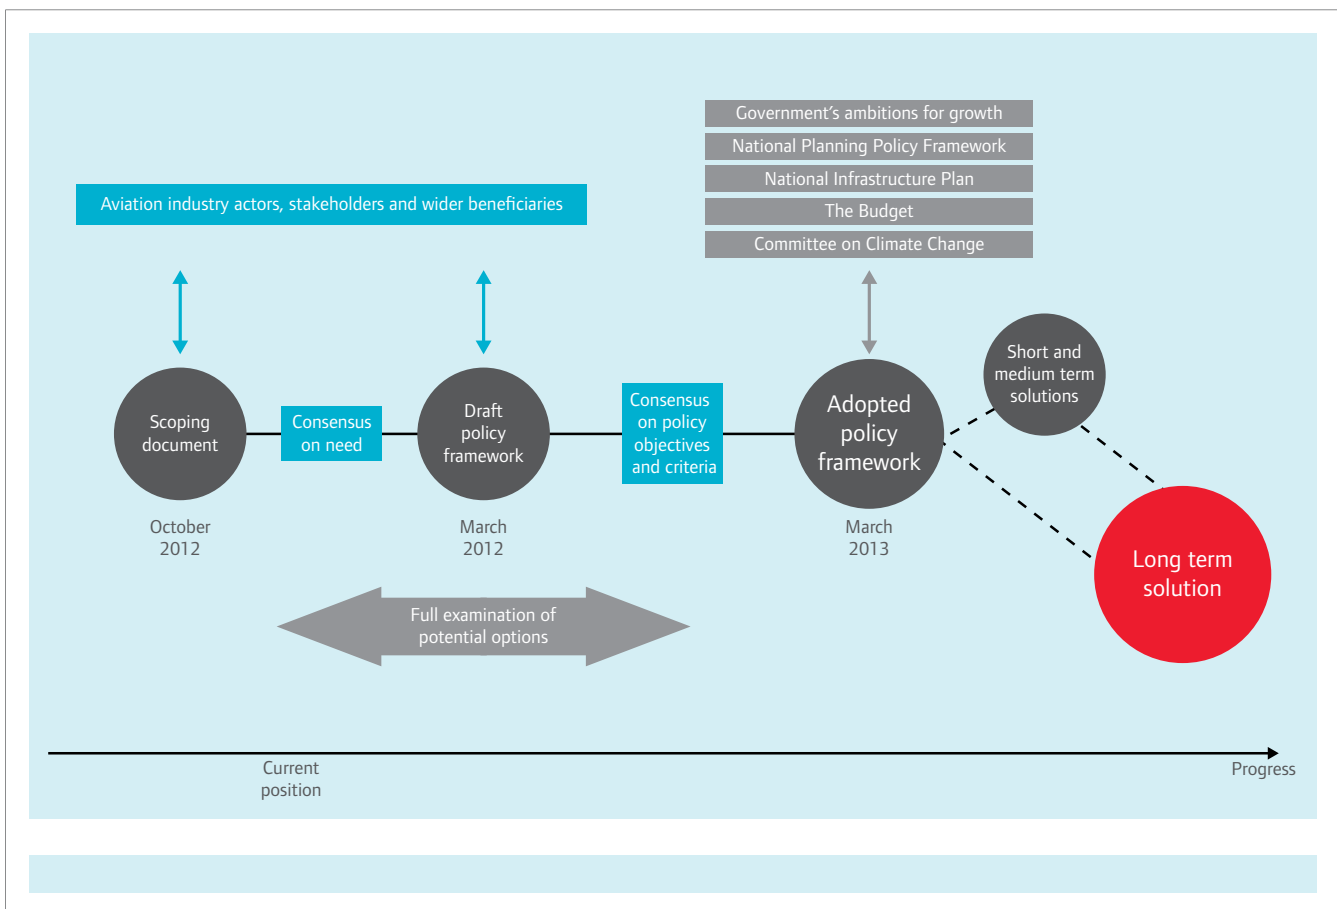 Government's ambitions for growth
National Planning Policy Framework
National Infrastructure Plan
The Budget
Committee on Climate Change
Aviation industry actors, stakeholders and wider beneficiaries
Scoping
document
Consensus
on need
Draft
policy
framework
Consensus
on policy
objectives
and criteria
Adopted
policy
framework
Short and
medium term
solutions
Long term
solution
October
2012
March
2012
March
2013
Full examination of
potential options
Current
position
Progress